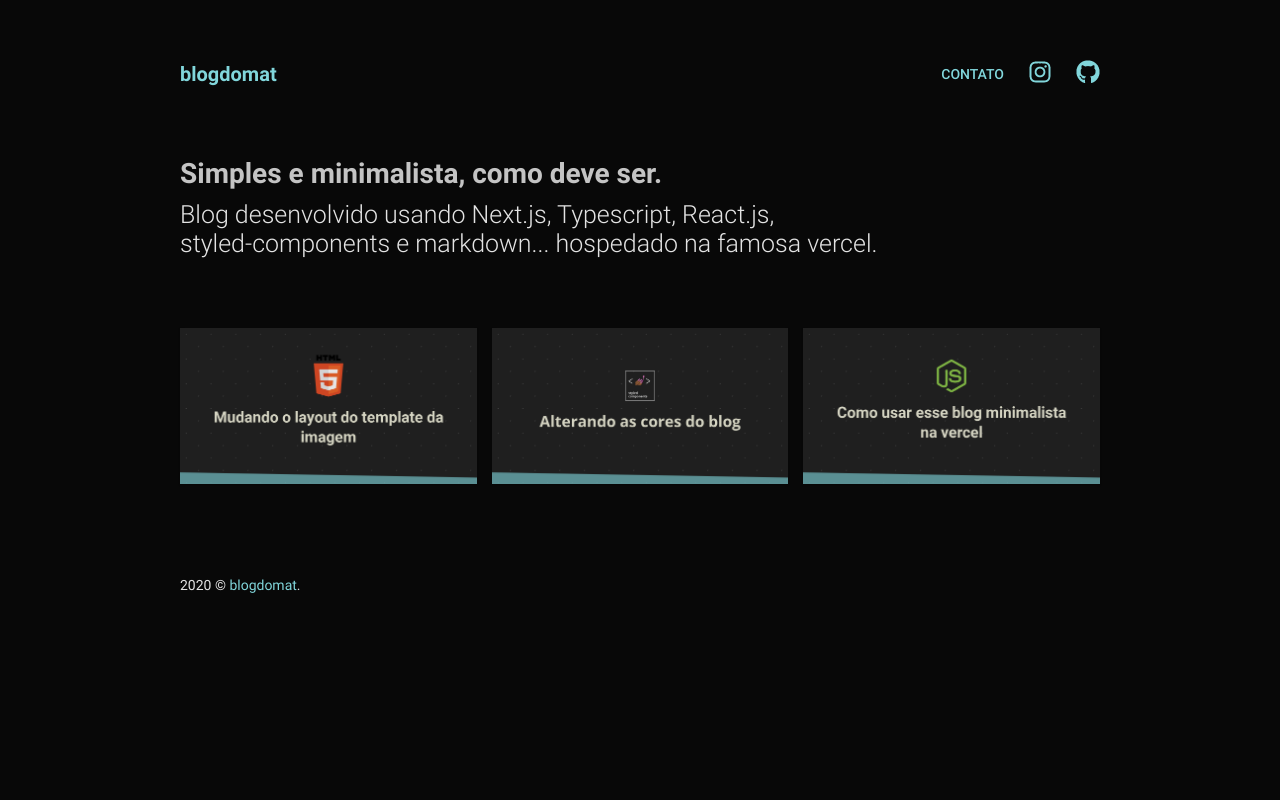 blogdomat
CONTATO
Simples e minimalista, como deve ser.
Blog desenvolvido usando Next.js, Typescript, React.js,
styled-components e markdown... hospedado na famosa vercel.
HTML
5
Mudando o layout do template da
imagem
Alterando as cores do blog
JS
Como usar esse blog minimalista
na vercel
2020 © blogdomat.